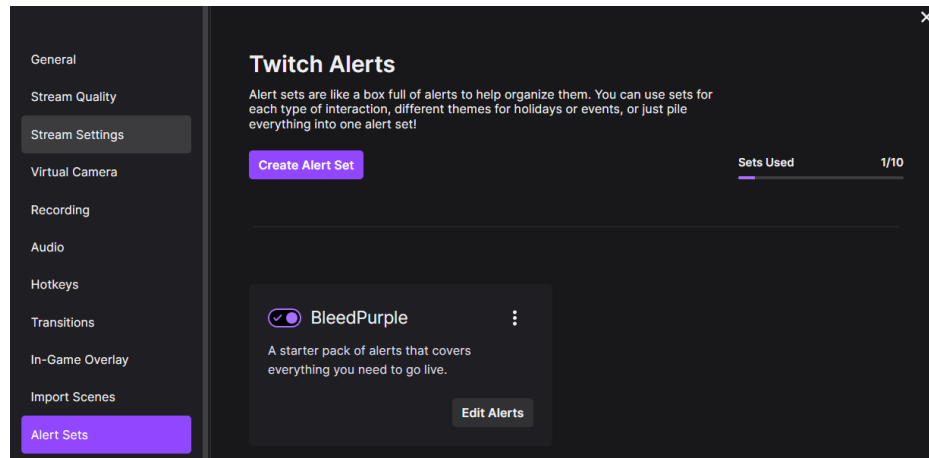 General
Stream Quality
Stream Settings
Virtual Camera
Recording
Audio
Hotkeys
Transitions
In-Game Overlay
Import Scenes
Alert Sets
Twitch Alerts
Alert sets are like a box full of alerts to help organize them. You can use sets for
each type of interaction, different themes for holidays or events, or just pile
everything into one alert set!
Create Alert Set
Sets Used 1/10
BleedPurple
A starter pack of alerts that covers
everything you need to go live.
Edit Alerts